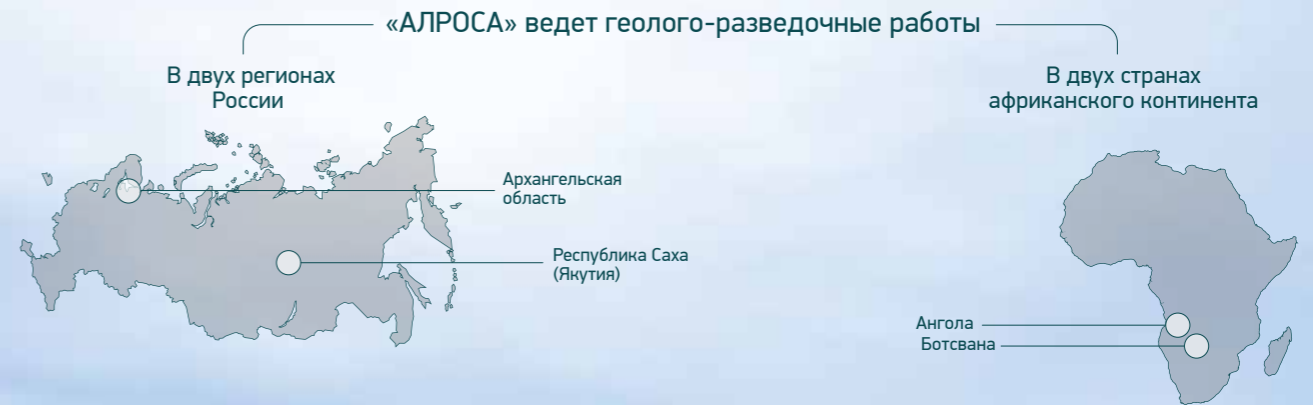 «АЛРОСА» ведет геолого-разведочные работы
В двух регионах
России
Архангельская
область
Республика Саха
(Якутия)
В двух странах
африканского континента
Ангола
Ботсвана